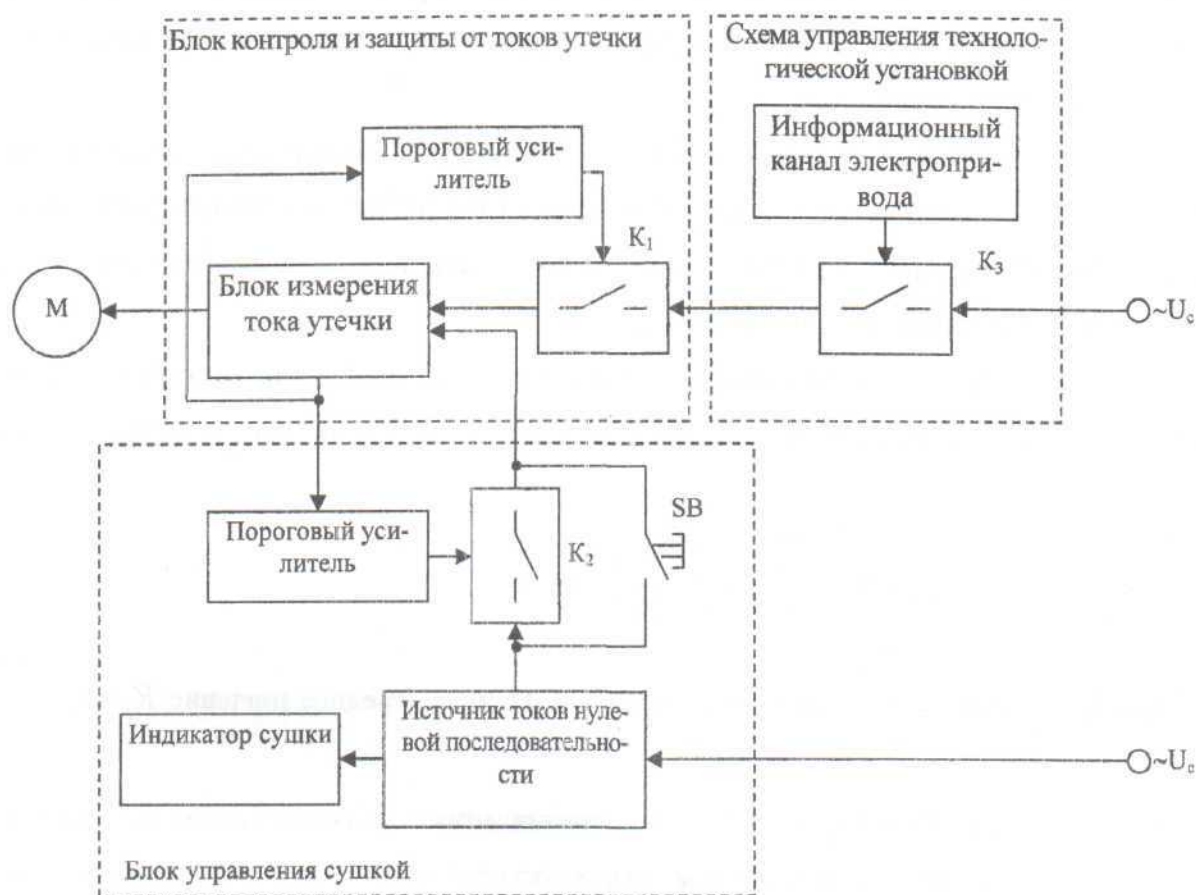 Блок контроля и защиты от токов утечки
Схема управления техноло-
гической установкой
Информационный
канал электропри-
вода
Пороговый уси-
литель
K₁
K₃
Блок измерения
тока утечки
M
~Uc
Пороговый уси-
литель
K₂
SB
Источник токов нуле-
вой последовательно-
сти
Индикатор сушки
~Uc
Блок управления сушкой